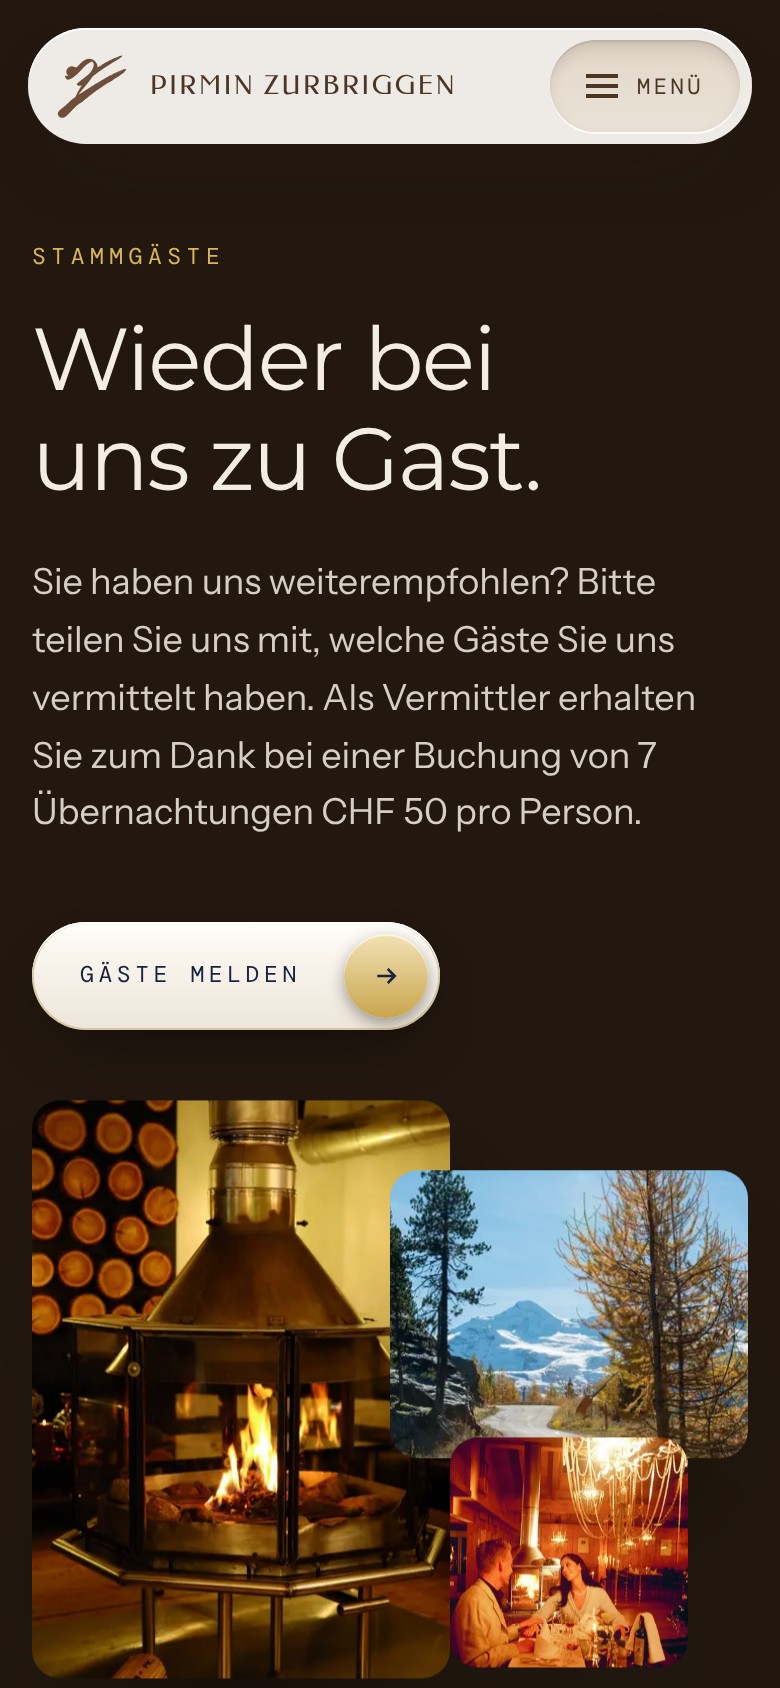 PIRMIN ZURBRIGGEN
MENÜ
STAMMGÄSTE
Wieder bei
uns zu Gast.
Sie haben uns weiterempfohlen? Bitte
teilen Sie uns mit, welche Gäste Sie uns
vermittelt haben. Als Vermittler erhalten
Sie zum Dank bei einer Buchung von 7
Übernachtungen CHF 50 pro Person.
GÄSTE MELDEN